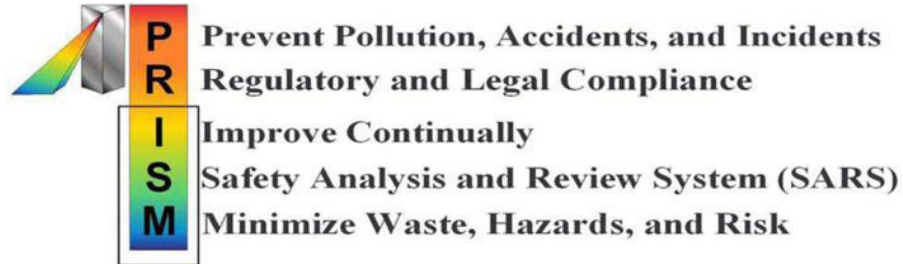 P Prevent Pollution, Accidents, and Incidents
R Regulatory and Legal Compliance
I Improve Continually
S Safety Analysis and Review System (SARS)
M Minimize Waste, Hazards, and Risk